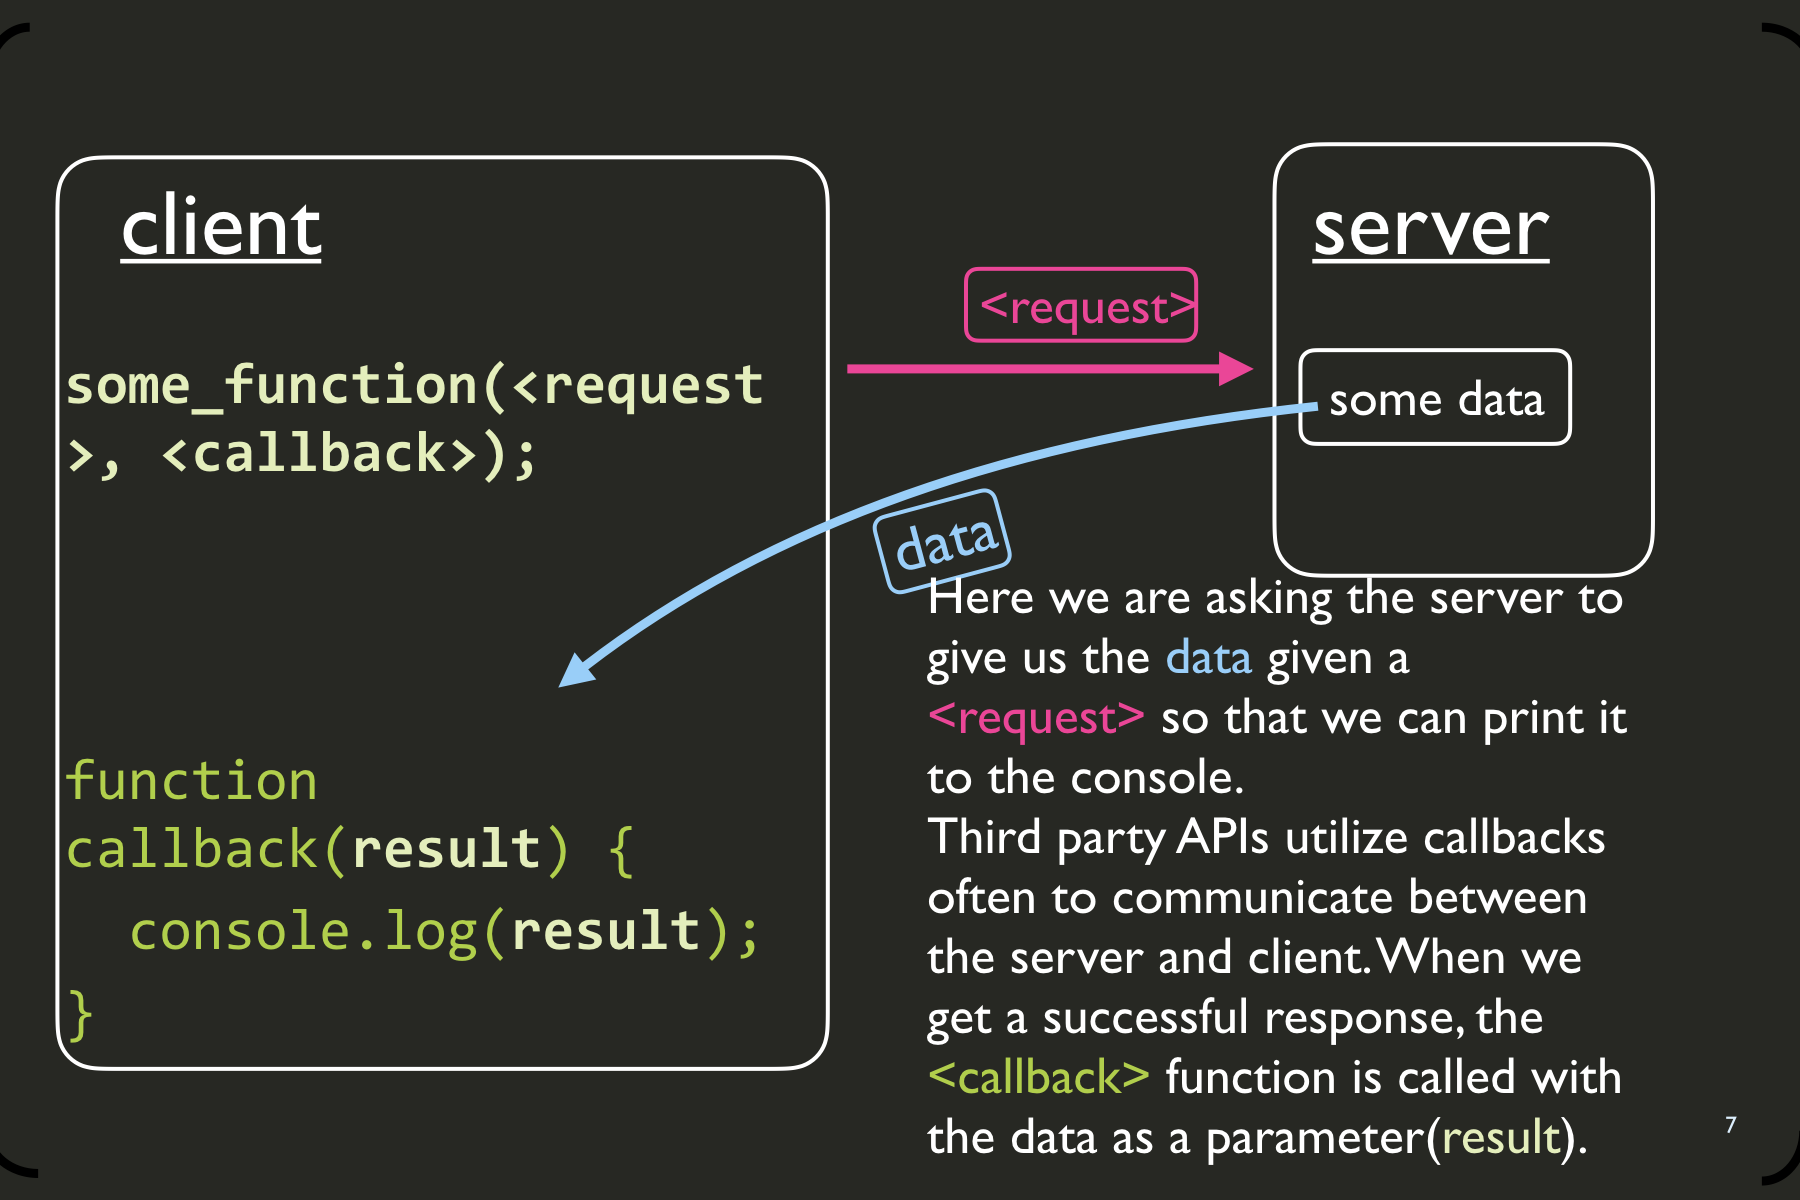 client
some_function(<request
>, <callback>);
function
callback(result) {
  console.log(result);
}
<request>
server
some data
data
Here we are asking the server to
give us the data given a
<request> so that we can print it
to the console.
Third party APIs utilize callbacks
often to communicate between
the server and client. When we
get a successful response, the
<callback> function is called with
the data as a parameter(result).
7